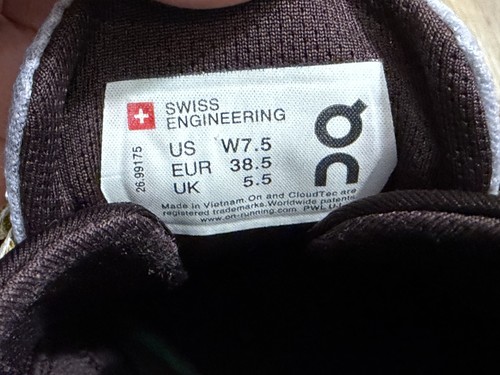 SWISS
ENGINEERING
US W7.5
EUR 38.5
UK 5.5
26.99175
Made in Vietnam. On and CloudTec are
registered trademarks. Worldwide patents.
www.on-running.com